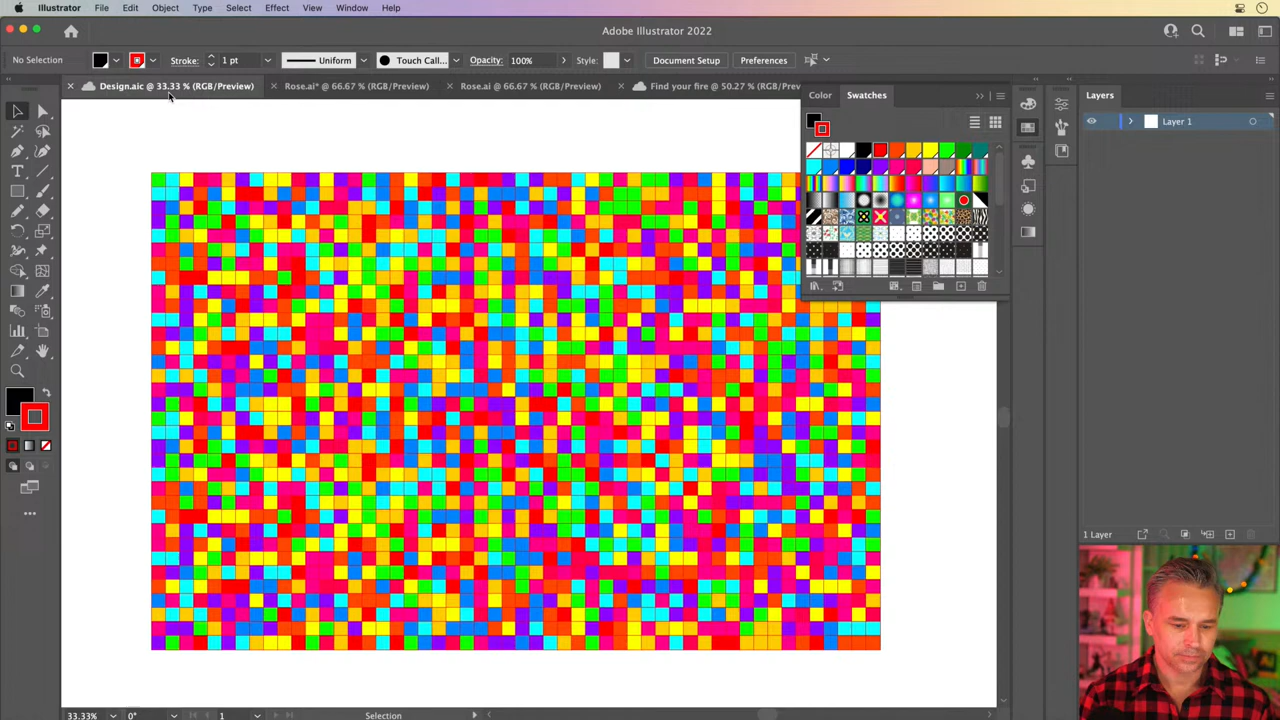 Illustrator File Edit Object Type Select Effect View Window Help
Adobe Illustrator 2022
No Selection Stroke: 1 pt Uniform Touch Call... Opacity: 100% Style: Document Setup Preferences
Design.aic @ 33.33 % (RGB/Preview) Rose.ai* @ 66.67 % (RGB/Preview) Rose.ai @ 66.67 % (RGB/Preview) Find your fire @ 50.27 % (RGB/Prev
Color Swatches
Layers
Layer 1
1 Layer
33.33% 0° 1 Selection